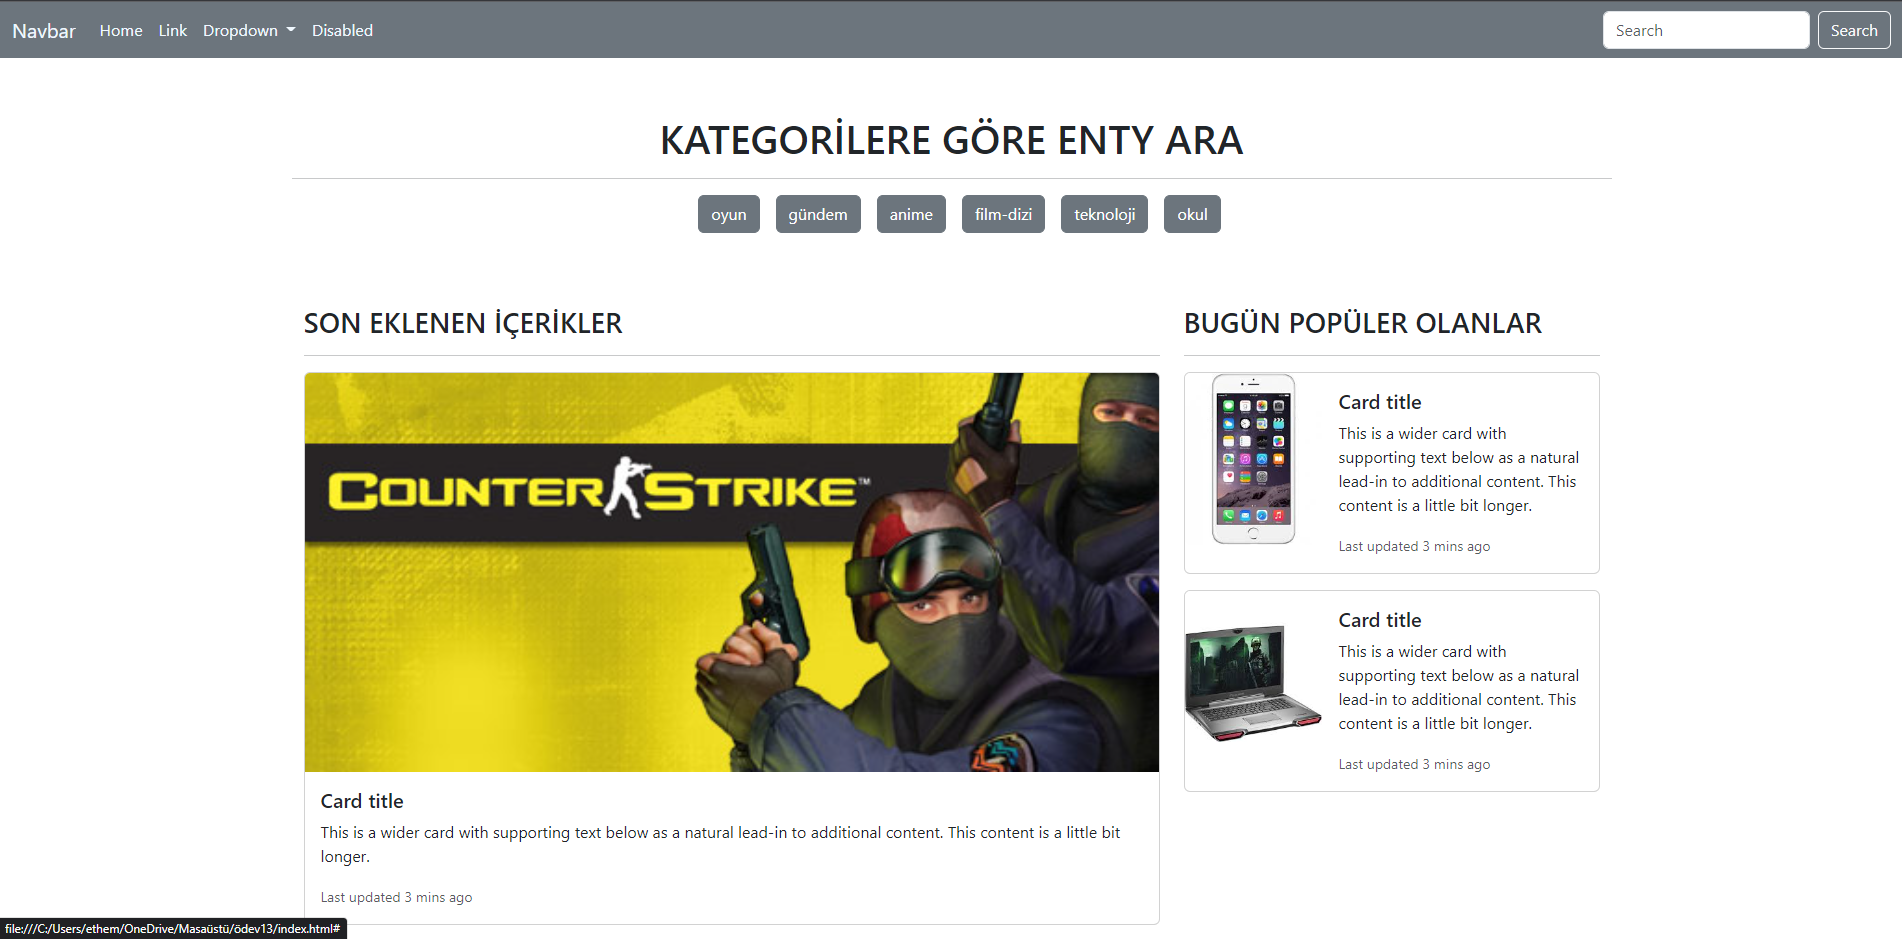 Navbar Home Link Dropdown Disabled Search Search
KATEGORİLERE GÖRE ENTY ARA
oyun gündem anime film-dizi teknoloji okul
SON EKLENEN İÇERİKLER
COUNTER STRIKE™
Card title
This is a wider card with supporting text below as a natural lead-in to additional content. This content is a little bit
longer.
Last updated 3 mins ago
BUGÜN POPÜLER OLANLAR
Card title
This is a wider card with
supporting text below as a natural
lead-in to additional content. This
content is a little bit longer.
Last updated 3 mins ago
Card title
This is a wider card with
supporting text below as a natural
lead-in to additional content. This
content is a little bit longer.
Last updated 3 mins ago
file:///C:/Users/ethem/OneDrive/Masaüstü/ödev13/index.html#